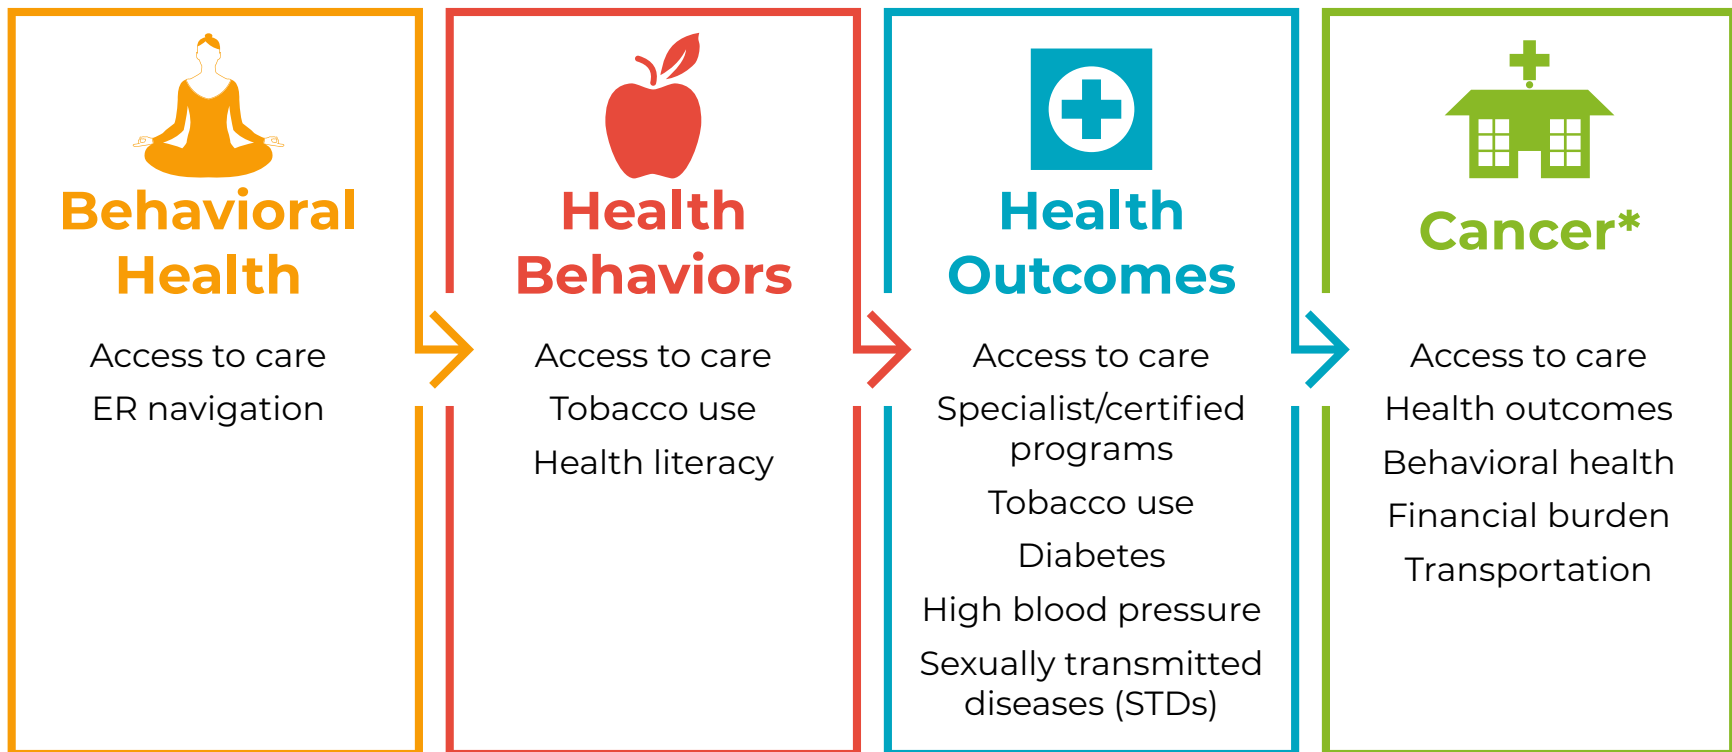 Behavioral
Health
Access to care
ER navigation
Health
Behaviors
Access to care
Tobacco use
Health literacy
Health
Outcomes
Access to care
Specialist/certified
programs
Tobacco use
Diabetes
High blood pressure
Sexually transmitted
diseases (STDs)
Cancer*
Access to care
Health outcomes
Behavioral health
Financial burden
Transportation